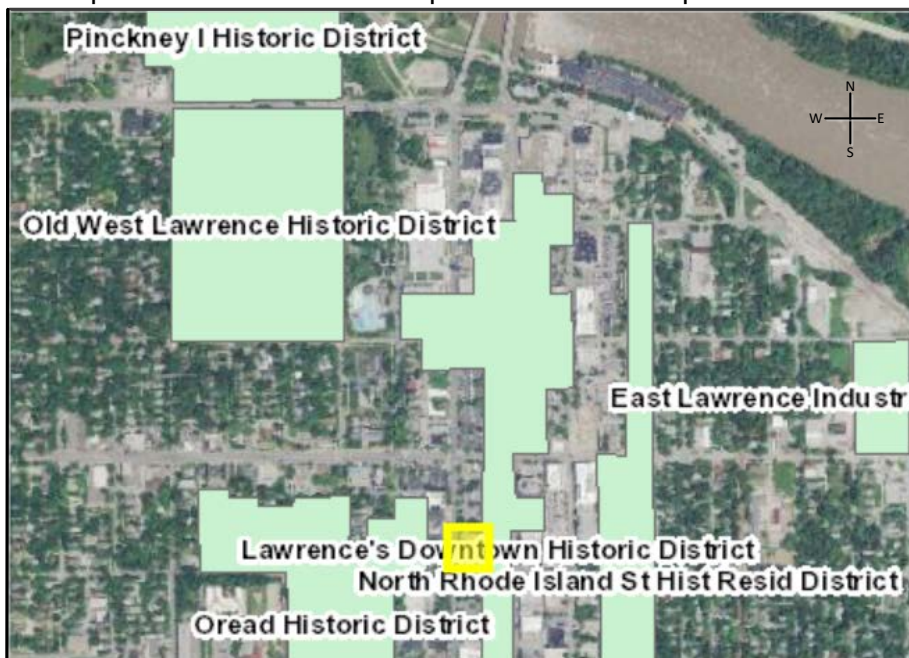 Pinckney I Historic District
N
W E
S
Old West Lawrence Historic District
East Lawrence Industr
Lawrence's Downtown Historic District
North Rhode Island St Hist Resid District
Oread Historic District